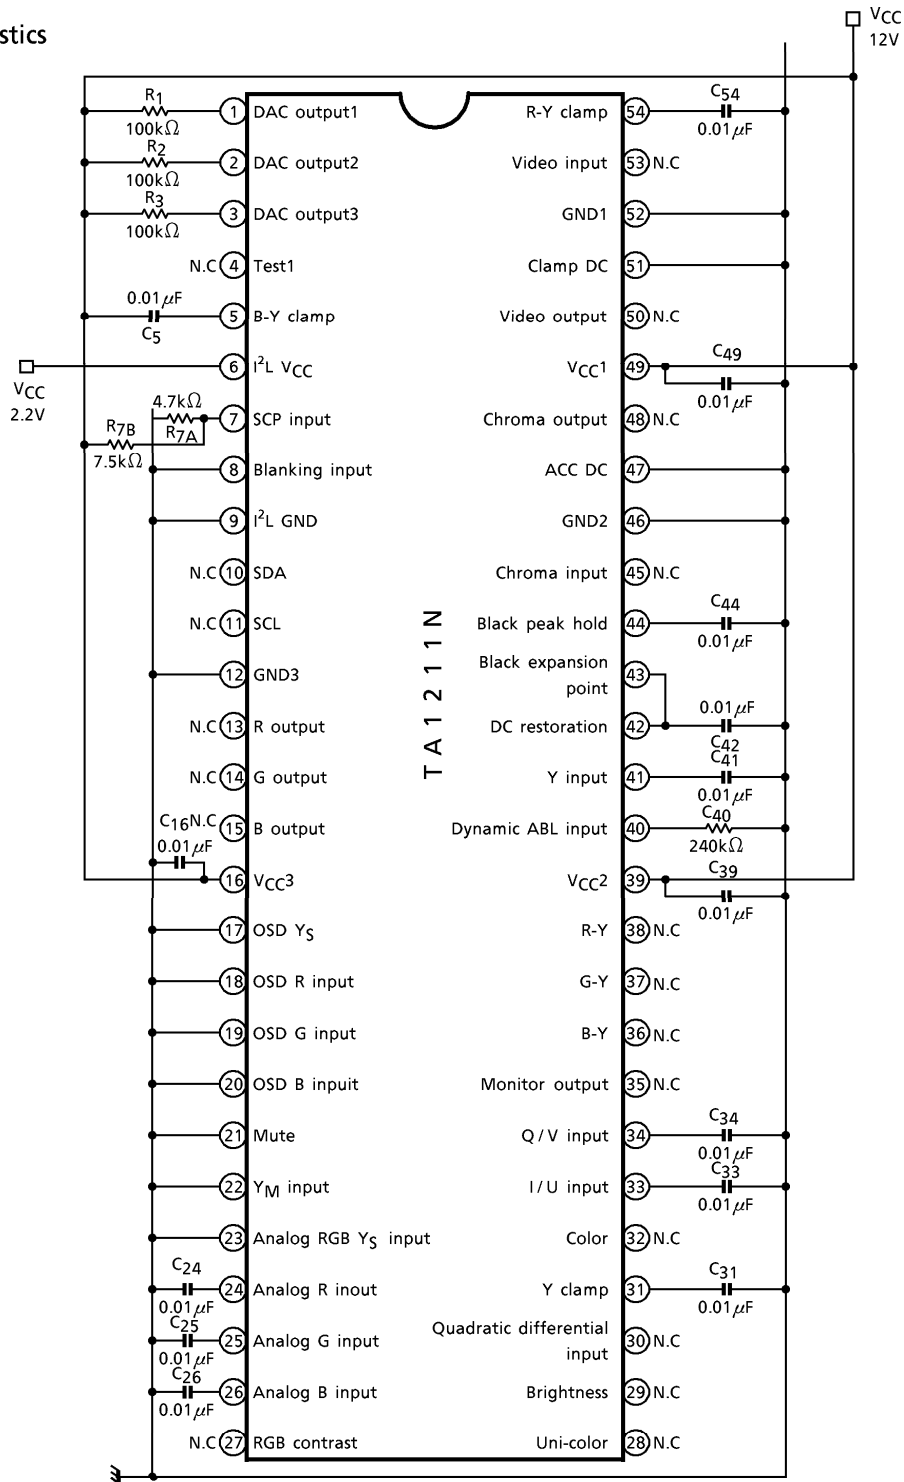 stics
VCC
12V
R1
100kΩ
1 DAC output1
R2
100kΩ
2 DAC output2
R3
100kΩ
3 DAC output3
N.C 4 Test1
0.01μF
C5
5 B-Y clamp
VCC
2.2V
6 I²L VCC
4.7kΩ
R7A
R7B
7.5kΩ
7 SCP input
8 Blanking input
9 I²L GND
N.C 10 SDA
N.C 11 SCL
12 GND3
N.C 13 R output
N.C 14 G output
C16 N.C 15 B output
0.01μF
16 VCC3
17 OSD YS
18 OSD R input
19 OSD G input
20 OSD B inpuit
21 Mute
22 YM input
23 Analog RGB YS input
C24
0.01μF
24 Analog R inout
C25
0.01μF
25 Analog G input
C26
0.01μF
26 Analog B input
N.C 27 RGB contrast
TA1211N
R-Y clamp 54
C54
0.01μF
Video input 53 N.C
GND1 52
Clamp DC 51
Video output 50 N.C
VCC1 49
C49
0.01μF
Chroma output 48 N.C
ACC DC 47
GND2 46
Chroma input 45 N.C
Black peak hold 44
C44
0.01μF
Black expansion
point
43
DC restoration 42
0.01μF
C42
Y input 41
C41
0.01μF
Dynamic ABL input 40
C40
240kΩ
VCC2 39
C39
0.01μF
R-Y 38 N.C
G-Y 37 N.C
B-Y 36 N.C
Monitor output 35 N.C
Q/V input 34
C34
0.01μF
I/U input 33
C33
0.01μF
Color 32 N.C
Y clamp 31
C31
0.01μF
Quadratic differential
input
30 N.C
Brightness 29 N.C
Uni-color 28 N.C